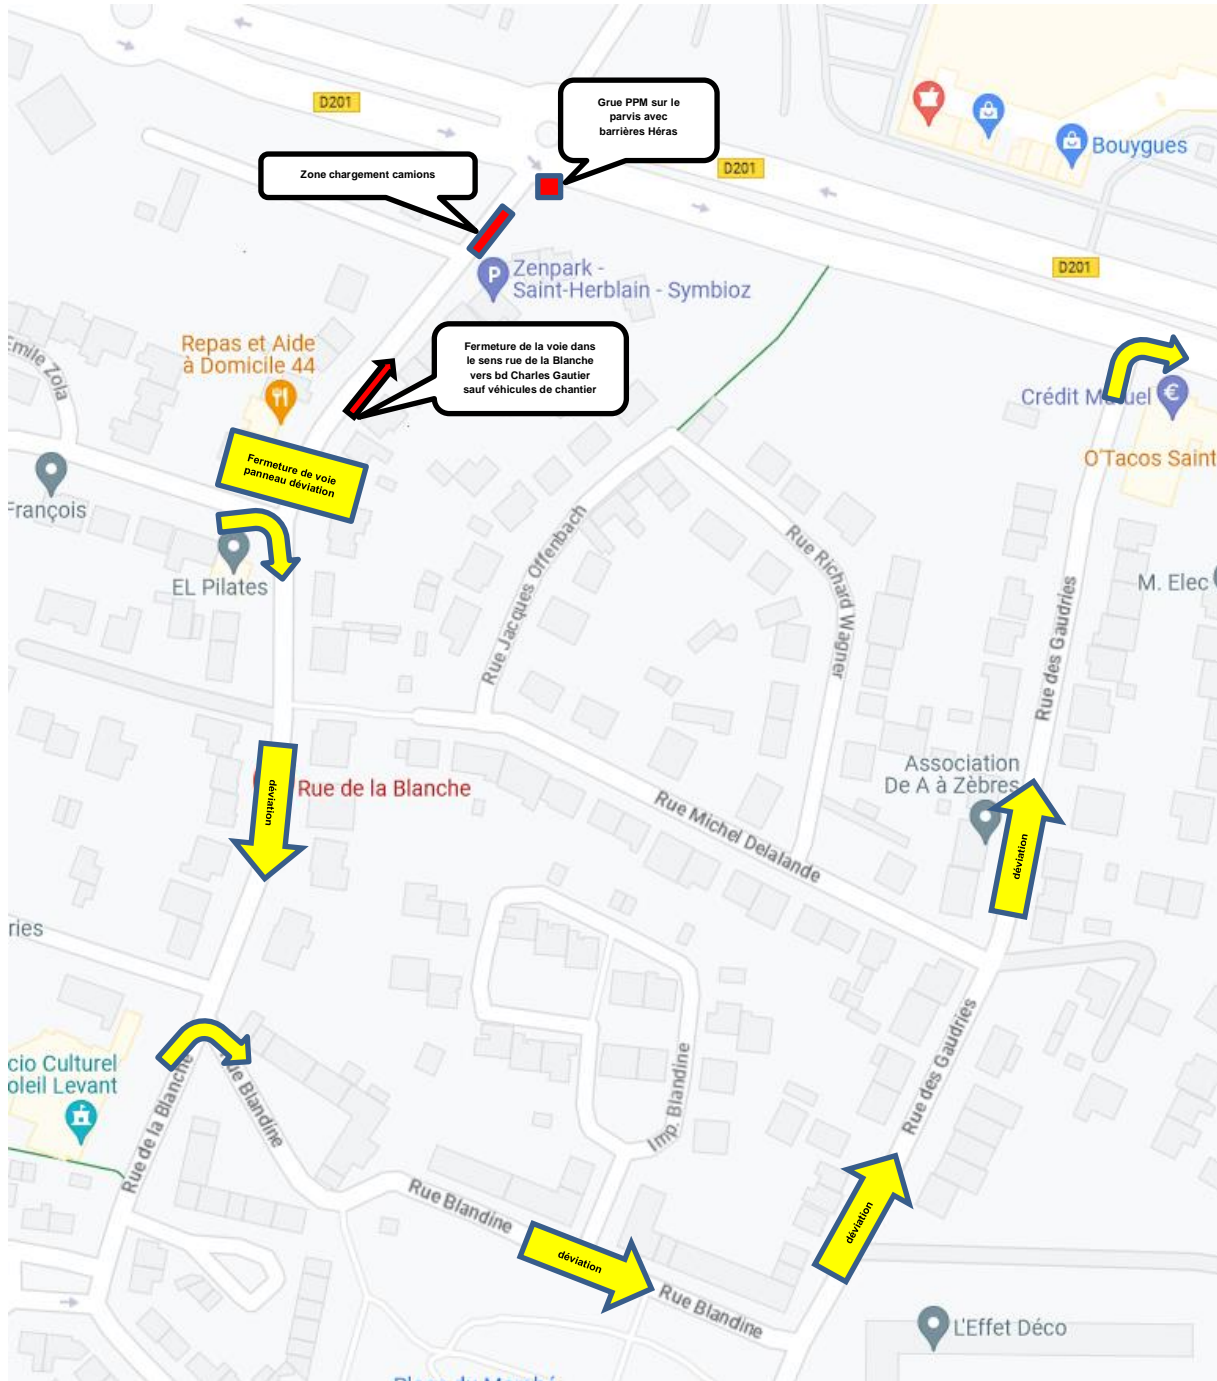 D201
Grue PPM sur le
parvis avec
barrières Héras
Bouygues
Zone chargement camions
D201
Zenpark -
Saint-Herblain - Symbioz
D201
Emile Zola
Repas et Aide
à Domicile 44
Fermeture de la voie dans
le sens rue de la Blanche
vers bd Charles Gautier
sauf véhicules de chantier
Crédit Mutuel
O'Tacos Saint
Fermeture de voie
panneau déviation
François
EL Pilates
Rue Jacques Offenbach
Rue Richard Wagner
M. Elec
Rue des Gaudries
déviation
Rue de la Blanche
Association
De A à Zèbres
Rue Michel Delalande
déviation
ries
cio Culturel
oleil Levant
Rue de la Blanche
Rue Blandine
Imp. Blandine
Rue des Gaudries
Rue Blandine
déviation
déviation
Rue Blandine
L'Effet Déco